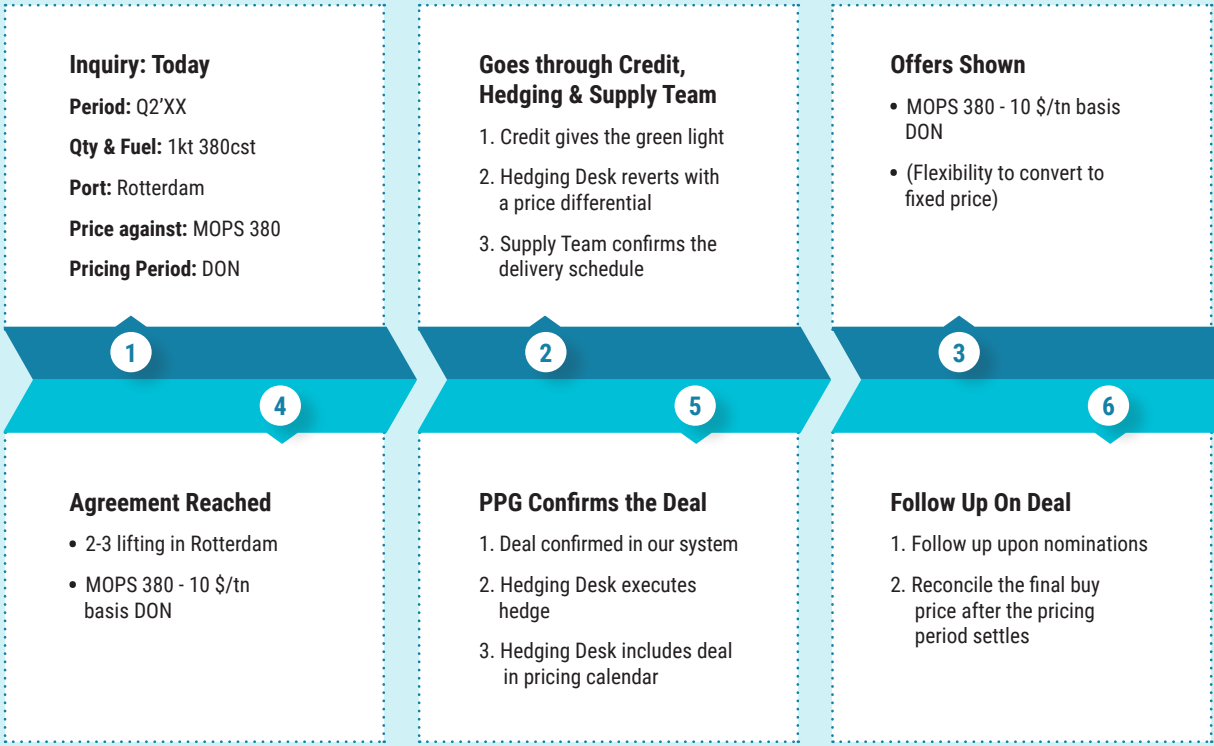 Inquiry: Today
Period: Q2'XX
Qty & Fuel: 1kt 380cst
Port: Rotterdam
Price against: MOPS 380
Pricing Period: DON
1
Goes through Credit,
Hedging & Supply Team
1. Credit gives the green light
2. Hedging Desk reverts with
a price differential
3. Supply Team confirms the
delivery schedule
2
Offers Shown
• MOPS 380 - 10 $/tn basis
DON
• (Flexibility to convert to
fixed price)
3
4
Agreement Reached
• 2-3 lifting in Rotterdam
• MOPS 380 - 10 $/tn
basis DON
5
PPG Confirms the Deal
1. Deal confirmed in our system
2. Hedging Desk executes
hedge
3. Hedging Desk includes deal
in pricing calendar
6
Follow Up On Deal
1. Follow up upon nominations
2. Reconcile the final buy
price after the pricing
period settles